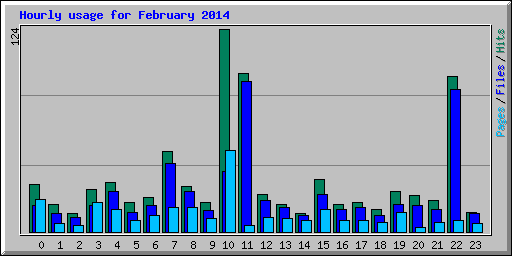 Hourly usage for February 2014
124
Pages/Files/Hits
0 1 2 3 4 5 6 7 8 9 10 11 12 13 14 15 16 17 18 19 20 21 22 23